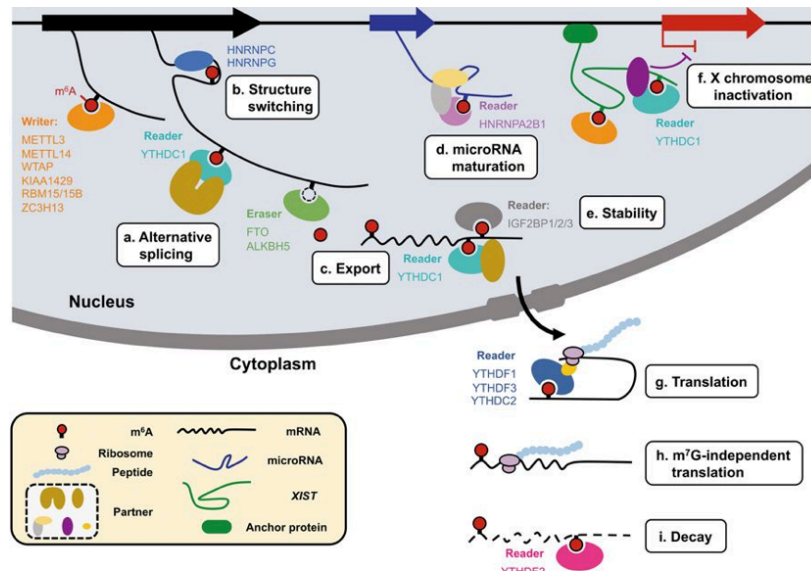 HNRNPC
HNRNPG
m⁶A
b. Structure
switching
Writer:
METTL3
METTL14
WTAP
KIAA1429
RBM15/15B
ZC3H13
Reader
YTHDC1
a. Alternative
splicing
Eraser
FTO
ALKBH5
Reader
HNRNPA2B1
d. microRNA
maturation
f. X chromosome
inactivation
Reader
YTHDC1
Reader:
IGF2BP1/2/3
e. Stability
c. Export
Reader
YTHDC1
Nucleus
Cytoplasm
Reader
YTHDF1
YTHDF3
YTHDC2
g. Translation
h. m⁷G-independent
translation
i. Decay
Reader
m⁶A
Ribosome
Peptide
Partner
mRNA
microRNA
XIST
Anchor protein